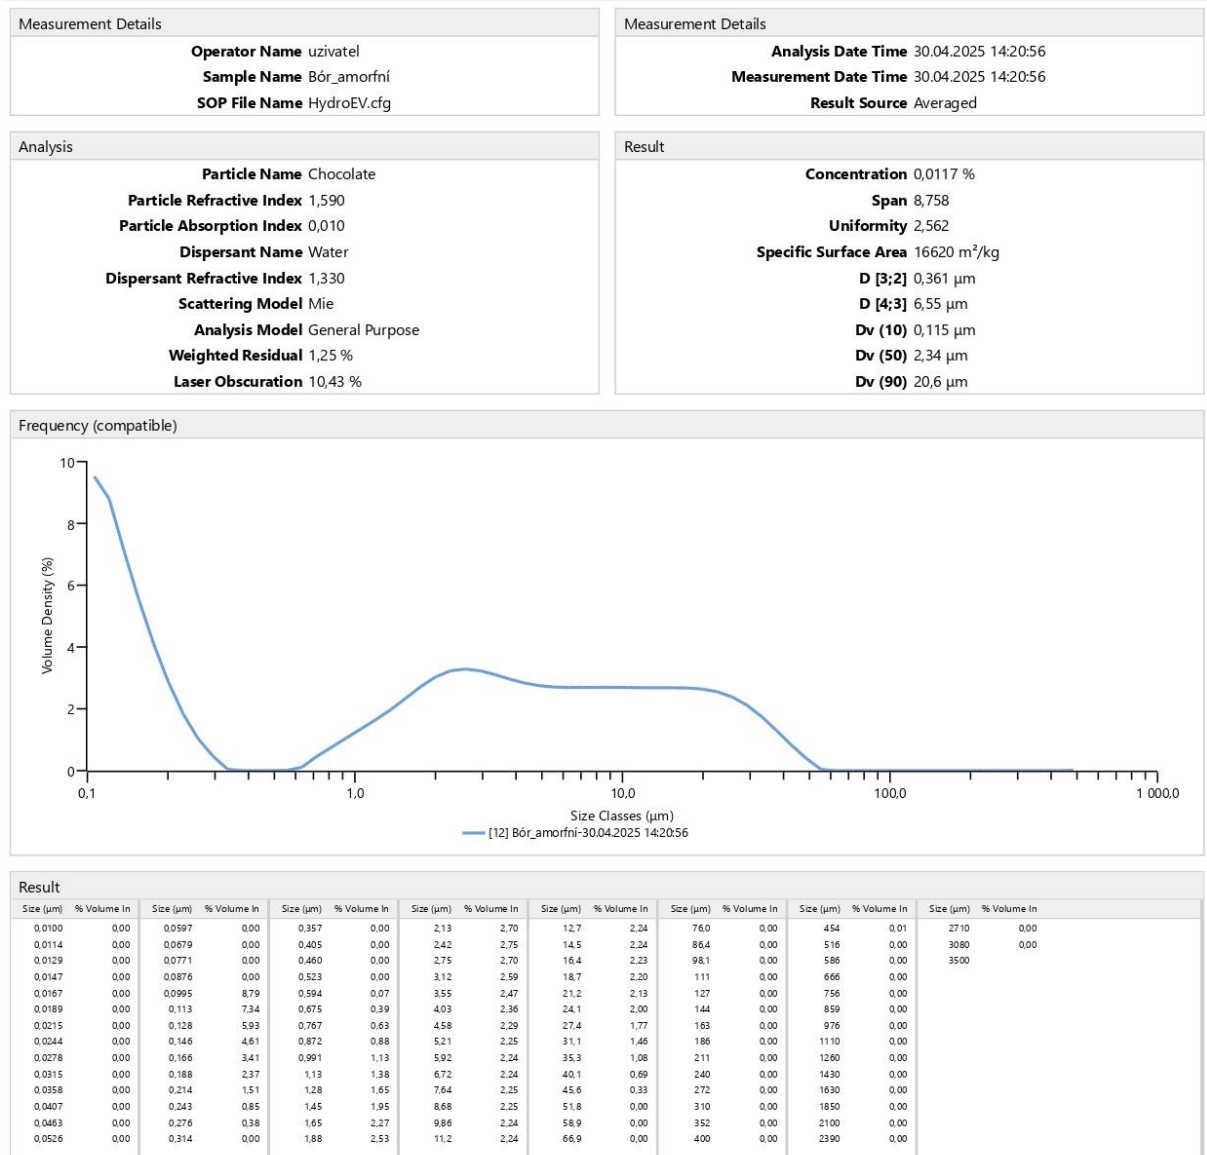 Measurement Details
Operator Name uzivatel
Sample Name Bór_amorfní
SOP File Name HydroEV.cfg
Measurement Details
Analysis Date Time 30.04.2025 14:20:56
Measurement Date Time 30.04.2025 14:20:56
Result Source Averaged
Analysis
Particle Name Chocolate
Particle Refractive Index 1,590
Particle Absorption Index 0,010
Dispersant Name Water
Dispersant Refractive Index 1,330
Scattering Model Mie
Analysis Model General Purpose
Weighted Residual 1,25 %
Laser Obscuration 10,43 %
Result
Concentration 0,0117 %
Span 8,758
Uniformity 2,562
Specific Surface Area 16620 m²/kg
D [3;2] 0,361 µm
D [4;3] 6,55 µm
Dv (10) 0,115 µm
Dv (50) 2,34 µm
Dv (90) 20,6 µm
Frequency (compatible)
Volume Density (%)
10
8
6
4
2
0
0,1 1,0 10,0 100,0 1 000,0
Size Classes (µm)
[12] Bór_amorfní-30.04.2025 14:20:56
Result
Size (µm) % Volume In Size (µm) % Volume In Size (µm) % Volume In Size (µm) % Volume In Size (µm) % Volume In Size (µm) % Volume In Size (µm) % Volume In Size (µm) % Volume In
0,0100 0,00 0,0597 0,00 0,357 0,00 2,13 2,70 12,7 2,24 76,0 0,00 454 0,01 2710 0,00
0,0114 0,00 0,0679 0,00 0,405 0,00 2,42 2,75 14,5 2,24 86,4 0,00 516 0,00 3080 0,00
0,0129 0,00 0,0771 0,00 0,460 0,00 2,75 2,70 16,4 2,23 98,1 0,00 586 0,00 3500
0,0147 0,00 0,0876 0,00 0,523 0,00 3,12 2,59 18,7 2,20 111 0,00 666 0,00
0,0167 0,00 0,0995 8,79 0,594 0,07 3,55 2,47 21,2 2,13 127 0,00 756 0,00
0,0189 0,00 0,113 7,34 0,675 0,39 4,03 2,36 24,1 2,00 144 0,00 859 0,00
0,0215 0,00 0,128 5,93 0,767 0,63 4,58 2,29 27,4 1,77 163 0,00 976 0,00
0,0244 0,00 0,146 4,61 0,872 0,88 5,21 2,25 31,1 1,46 186 0,00 1110 0,00
0,0278 0,00 0,166 3,41 0,991 1,13 5,92 2,24 35,3 1,08 211 0,00 1260 0,00
0,0315 0,00 0,188 2,37 1,13 1,38 6,72 2,24 40,1 0,69 240 0,00 1430 0,00
0,0358 0,00 0,214 1,51 1,28 1,65 7,64 2,25 45,6 0,33 272 0,00 1630 0,00
0,0407 0,00 0,243 0,85 1,45 1,95 8,68 2,25 51,8 0,00 310 0,00 1850 0,00
0,0463 0,00 0,276 0,38 1,65 2,27 9,86 2,24 58,9 0,00 352 0,00 2100 0,00
0,0526 0,00 0,314 0,00 1,88 2,53 11,2 2,24 66,9 0,00 400 0,00 2390 0,00